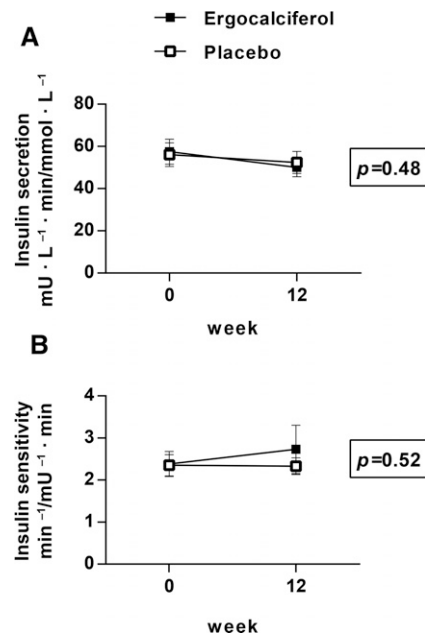 Ergocalciferol
Placebo
A
Insulin secretion
mU · L⁻¹ · min/mmol · L⁻¹
80
60
40
20
0
0
12
week
p=0.48
B
Insulin sensitivity
min⁻¹/mU⁻¹ · min
4
3
2
1
0
0
12
week
p=0.52